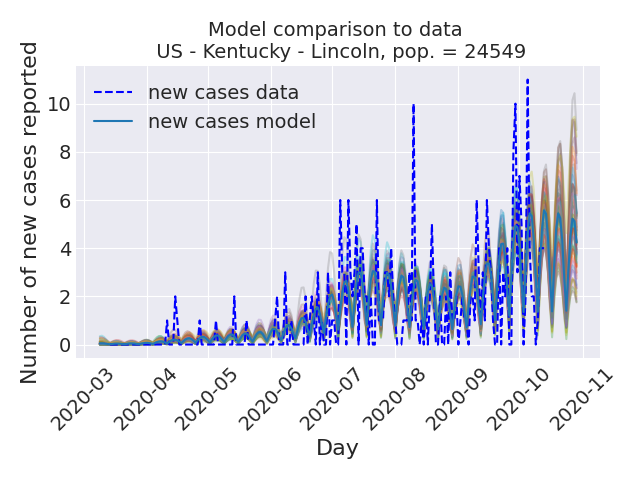 Model comparison to data
US - Kentucky - Lincoln, pop. = 24549
Number of new cases reported
10
8
6
4
2
0
new cases data
new cases model
2020-03
2020-04
2020-05
2020-06
2020-07
2020-08
2020-09
2020-10
2020-11
Day